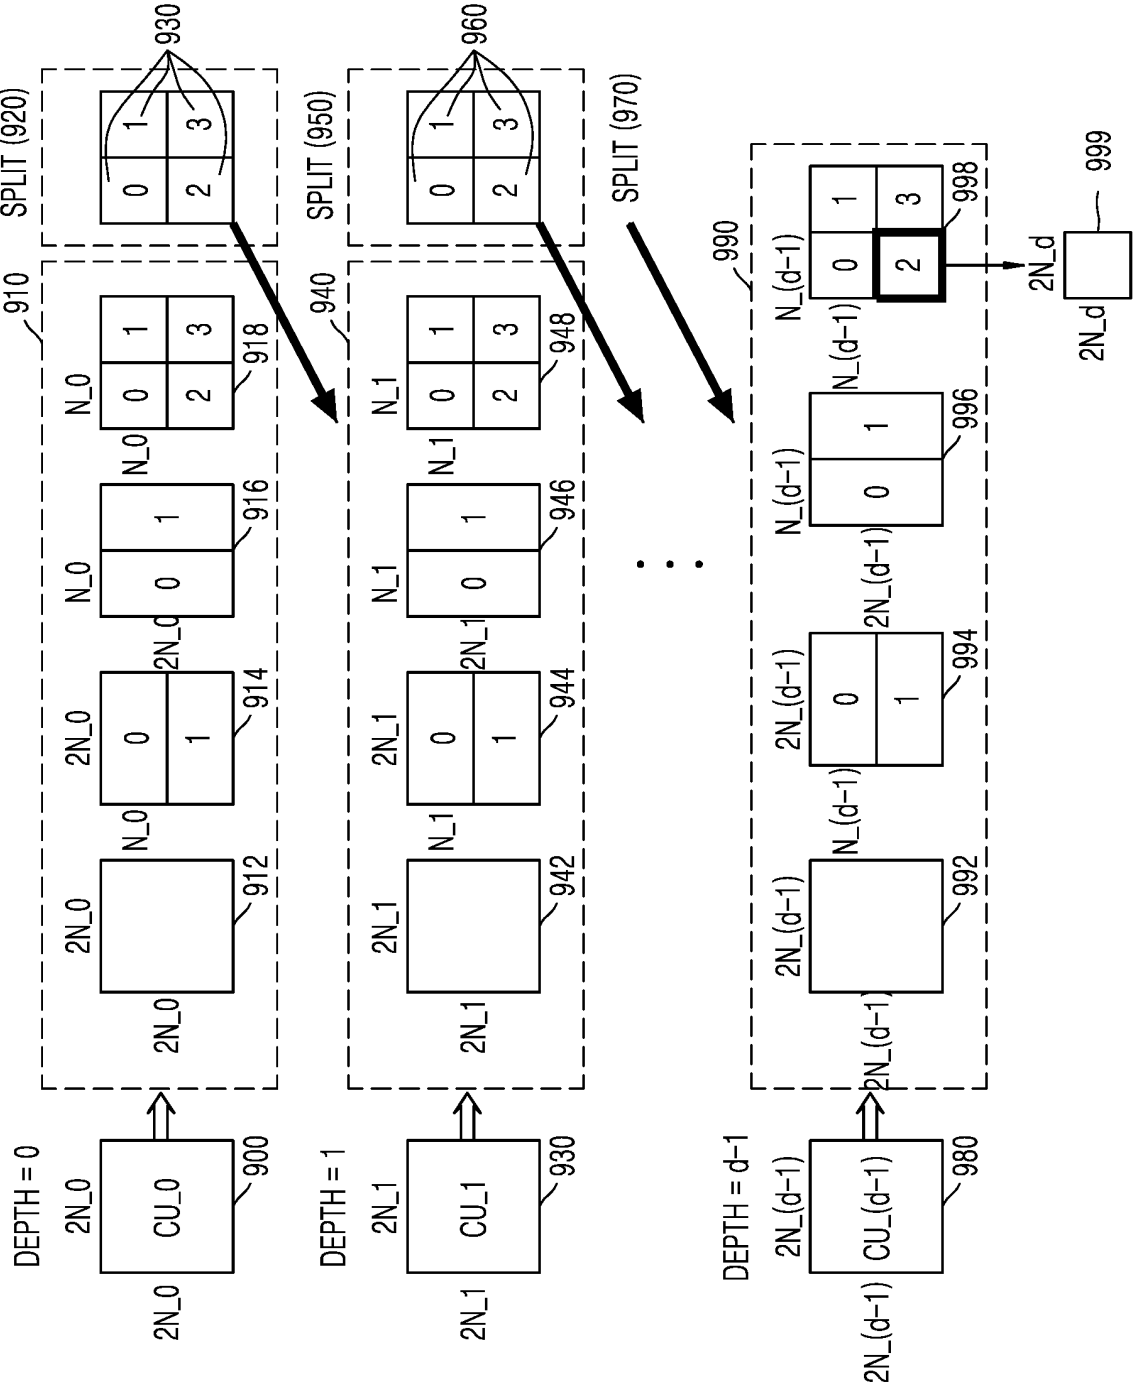 DEPTH = 0
2N_0
2N_0
CU_0
900
910
2N_0
2N_0
912
2N_0
N_0
0
1
914
N_0
2N_0
0
1
916
N_0
N_0
0
1
2
3
918
SPLIT (920)
0
1
2
3
930
DEPTH = 1
2N_1
2N_1
CU_1
930
940
2N_1
2N_1
942
2N_1
N_1
0
1
944
N_1
2N_1
0
1
946
N_1
N_1
0
1
2
3
948
SPLIT (950)
0
1
2
3
960
SPLIT (970)
. . .
DEPTH = d-1
2N_(d-1)
2N_(d-1)
CU_(d-1)
980
990
2N_(d-1)
2N_(d-1)
992
2N_(d-1)
N_(d-1)
0
1
994
N_(d-1)
2N_(d-1)
0
1
996
N_(d-1)
N_(d-1)
0
1
2
3
998
2N_d
2N_d
999